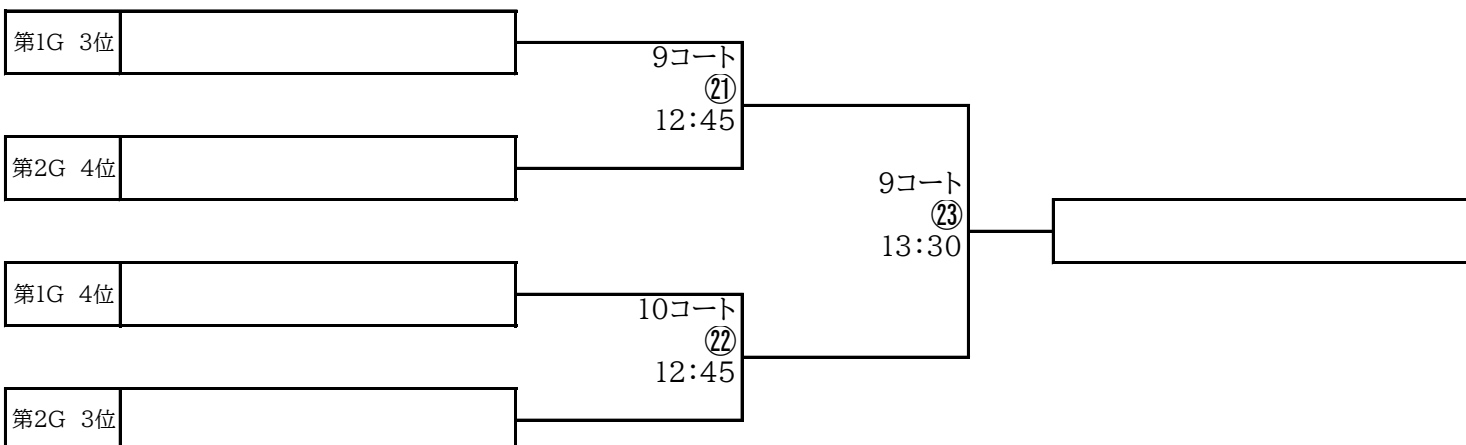 第1G 3位
9コート
㉑
12:45
第2G 4位
9コート
㉓
13:30
第1G 4位
10コート
㉒
12:45
第2G 3位